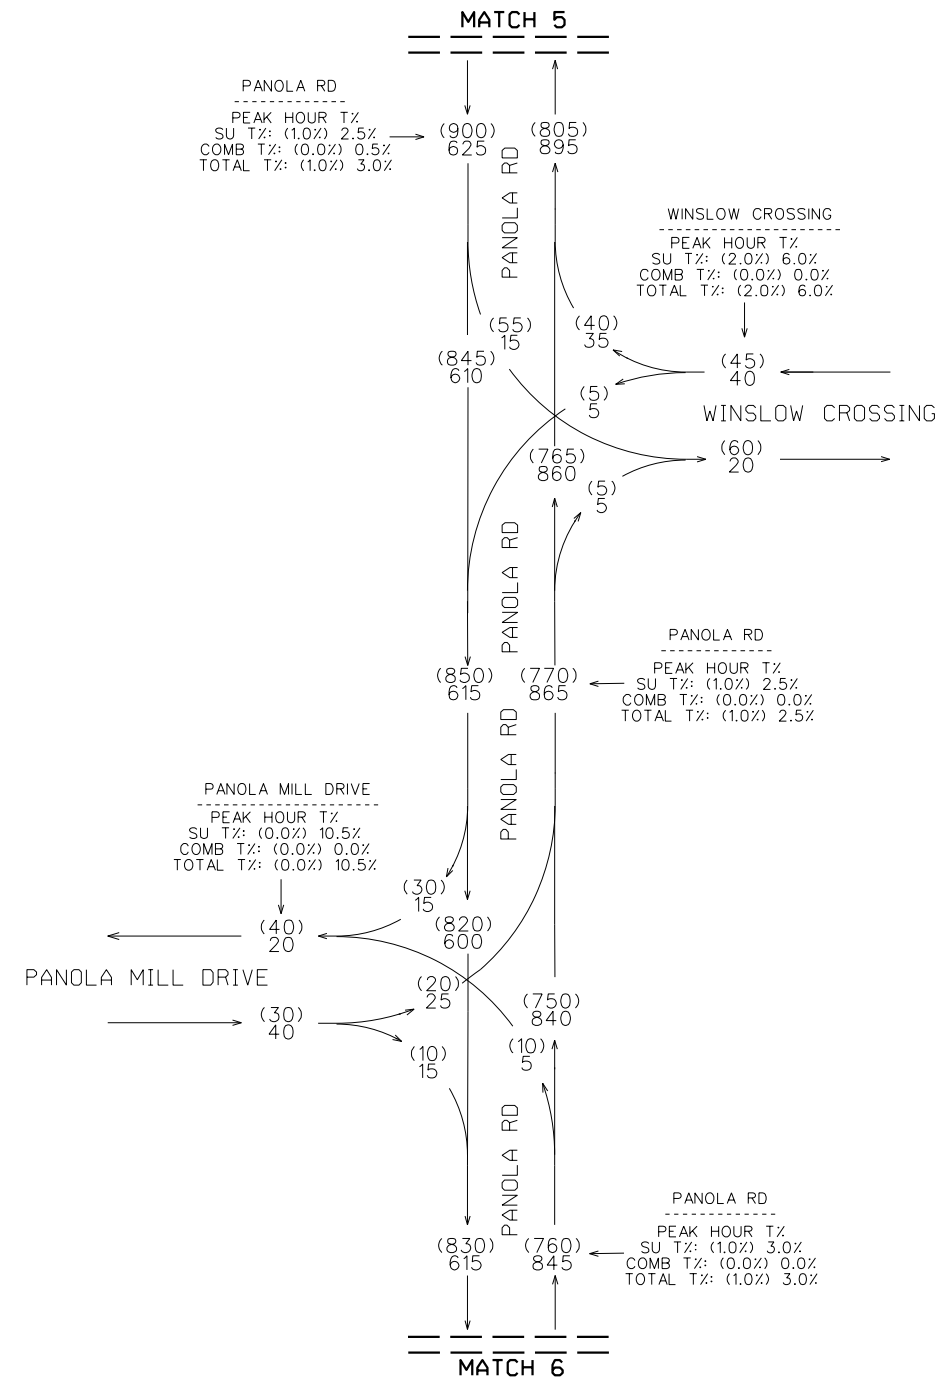 MATCH 5
PANOLA RD
PEAK HOUR T%
SU T%: (1.0%) 2.5%
COMB T%: (0.0%) 0.5%
TOTAL T%: (1.0%) 3.0%
(900)
625
(805)
895
PANOLA RD
WINSLOW CROSSING
PEAK HOUR T%
SU T%: (2.0%) 6.0%
COMB T%: (0.0%) 0.0%
TOTAL T%: (2.0%) 6.0%
(55)
15
(40)
35
(845)
610
(45)
40
(5)
5
WINSLOW CROSSING
(765)
860
(60)
20
(5)
5
PANOLA RD
PANOLA RD
PEAK HOUR T%
SU T%: (1.0%) 2.5%
COMB T%: (0.0%) 0.0%
TOTAL T%: (1.0%) 2.5%
(850)
615
(770)
865
PANOLA RD
PANOLA MILL DRIVE
PEAK HOUR T%
SU T%: (0.0%) 10.5%
COMB T%: (0.0%) 0.0%
TOTAL T%: (0.0%) 10.5%
(30)
15
(40)
20
(820)
600
PANOLA MILL DRIVE
(20)
25
(750)
840
(30)
40
(10)
15
(10)
5
PANOLA RD
PANOLA RD
PEAK HOUR T%
SU T%: (1.0%) 3.0%
COMB T%: (0.0%) 0.0%
TOTAL T%: (1.0%) 3.0%
(830)
615
(760)
845
MATCH 6